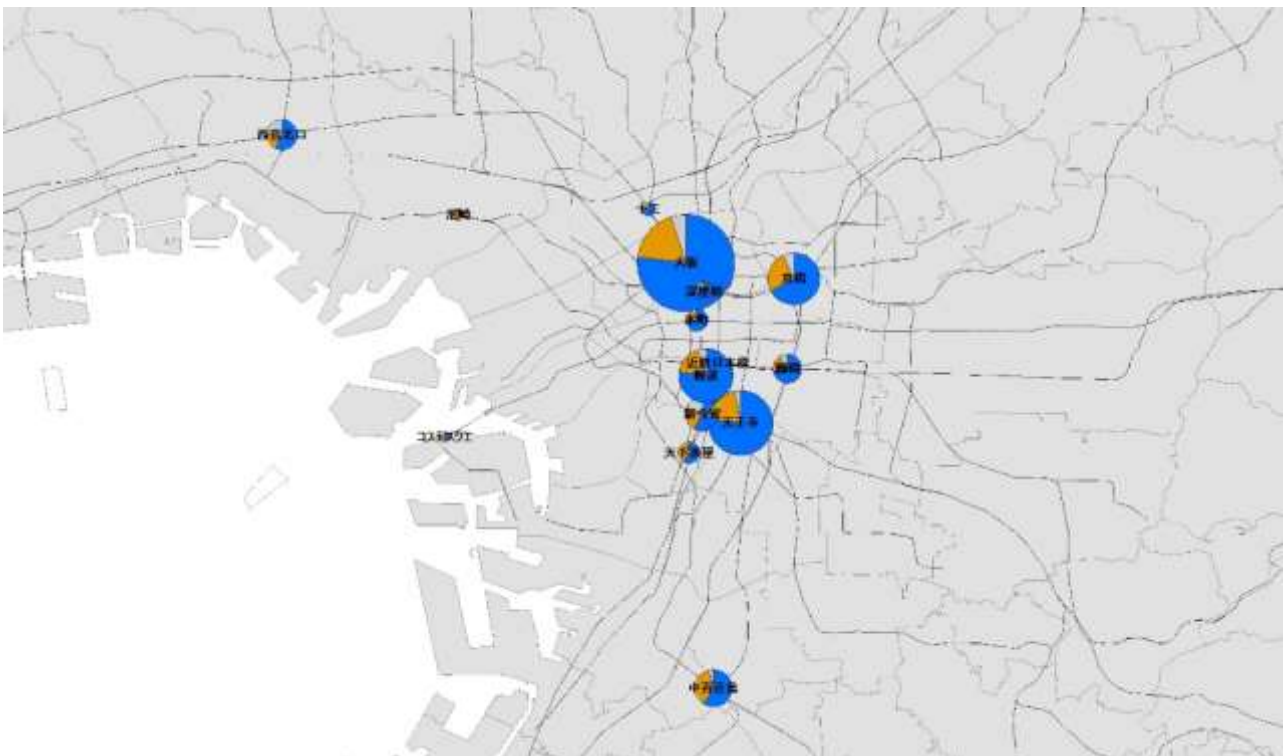 西宮北口
十三
尼崎
大阪
京橋
淀屋橋
本町
近鉄日本橋
難波
鶴橋
新今宮
天王寺
コスモスクエア
天下茶屋
中百舌鳥